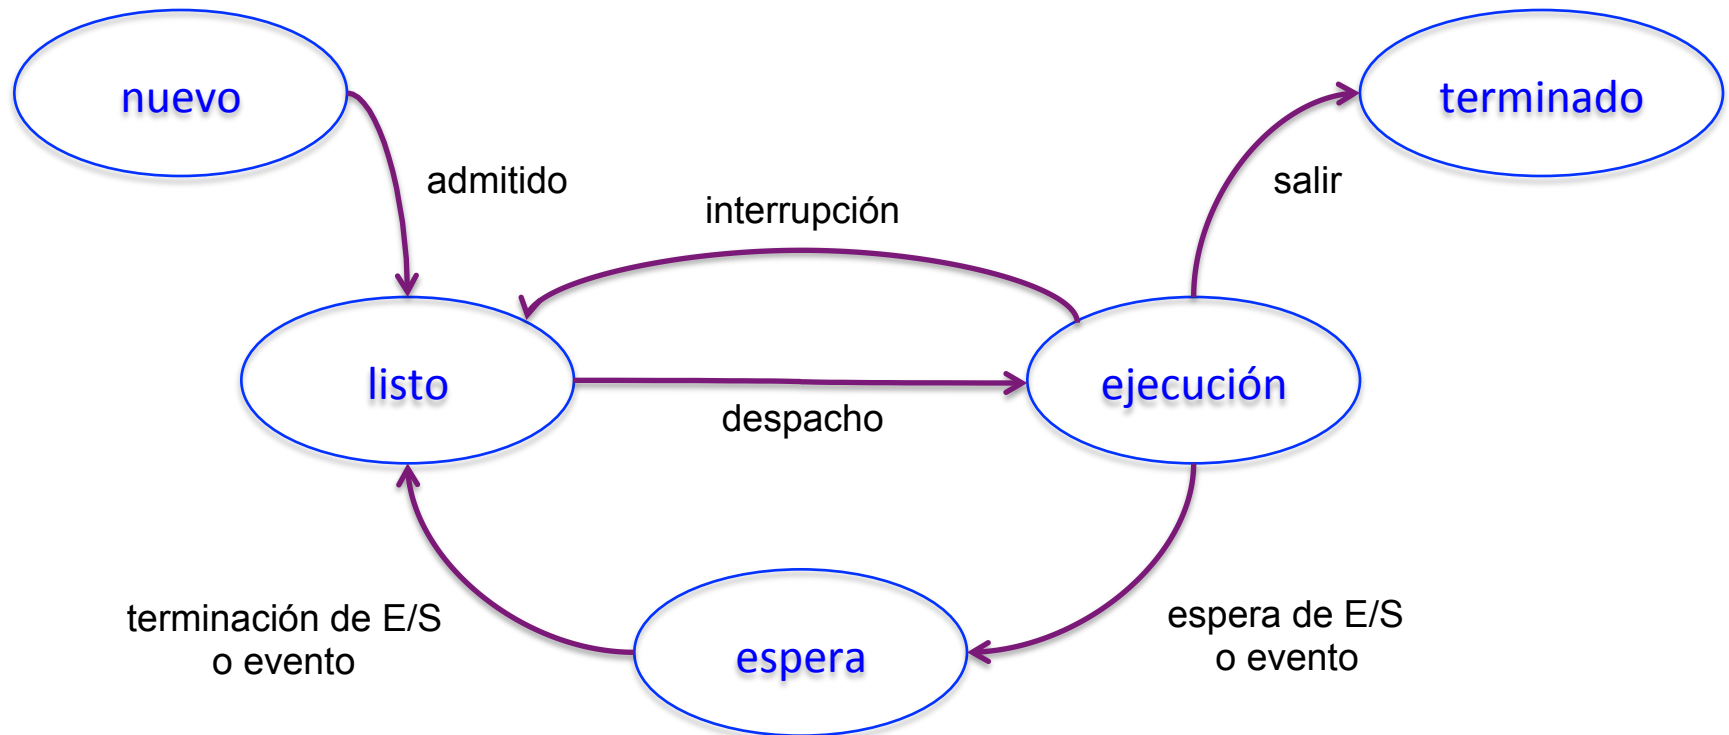 nuevo
terminado
admitido
salir
interrupción
listo
ejecución
despacho
terminación de E/S
o evento
espera
espera de E/S
o evento